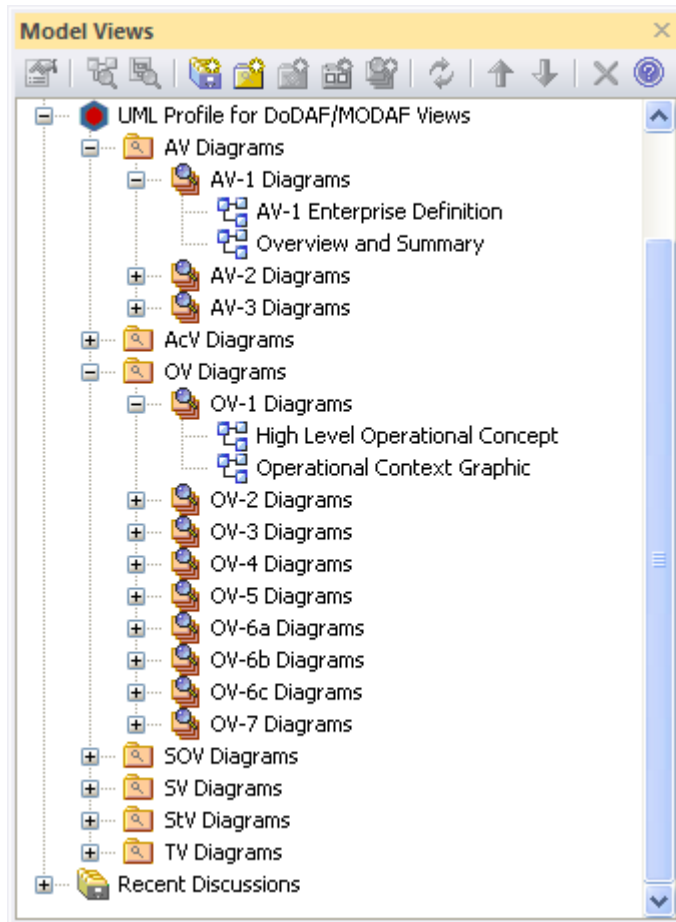 Model Views
UML Profile for DoDAF/MODAF Views
AV Diagrams
AV-1 Diagrams
AV-1 Enterprise Definition
Overview and Summary
AV-2 Diagrams
AV-3 Diagrams
AcV Diagrams
OV Diagrams
OV-1 Diagrams
High Level Operational Concept
Operational Context Graphic
OV-2 Diagrams
OV-3 Diagrams
OV-4 Diagrams
OV-5 Diagrams
OV-6a Diagrams
OV-6b Diagrams
OV-6c Diagrams
OV-7 Diagrams
SOV Diagrams
SV Diagrams
StV Diagrams
TV Diagrams
Recent Discussions